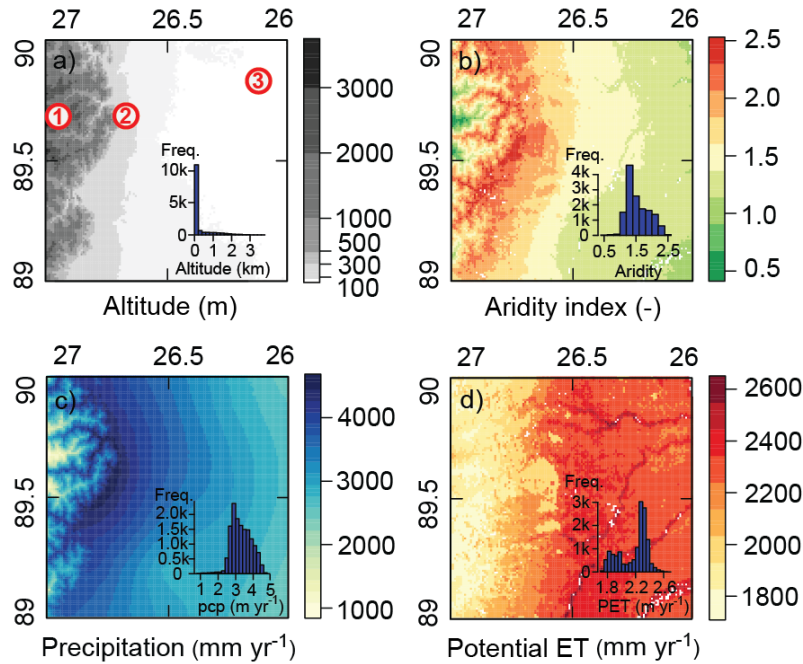 27 26.5 26
90
89.5
89
a)
1
2
3
Freq.
10k
5k
0
0 1 2 3
Altitude (km)
3000
2000
1000
500
300
100
Altitude (m)
27 26.5 26
90
89.5
89
b)
Freq.
4k
3k
2k
1k
0
0.5 1.5 2.5
Aridity
2.5
2.0
1.5
1.0
0.5
Aridity index (-)
27 26.5 26
90
89.5
89
c)
Freq.
2.0k
1.5k
1.0k
0.5k
0
1 2 3 4 5
pcp (m yr⁻¹)
4000
3000
2000
1000
Precipitation (mm yr⁻¹)
27 26.5 26
90
89.5
89
d)
Freq.
3k
2k
1k
0
1.8 2.2 2.6
PET (m yr⁻¹)
2600
2400
2200
2000
1800
Potential ET (mm yr⁻¹)